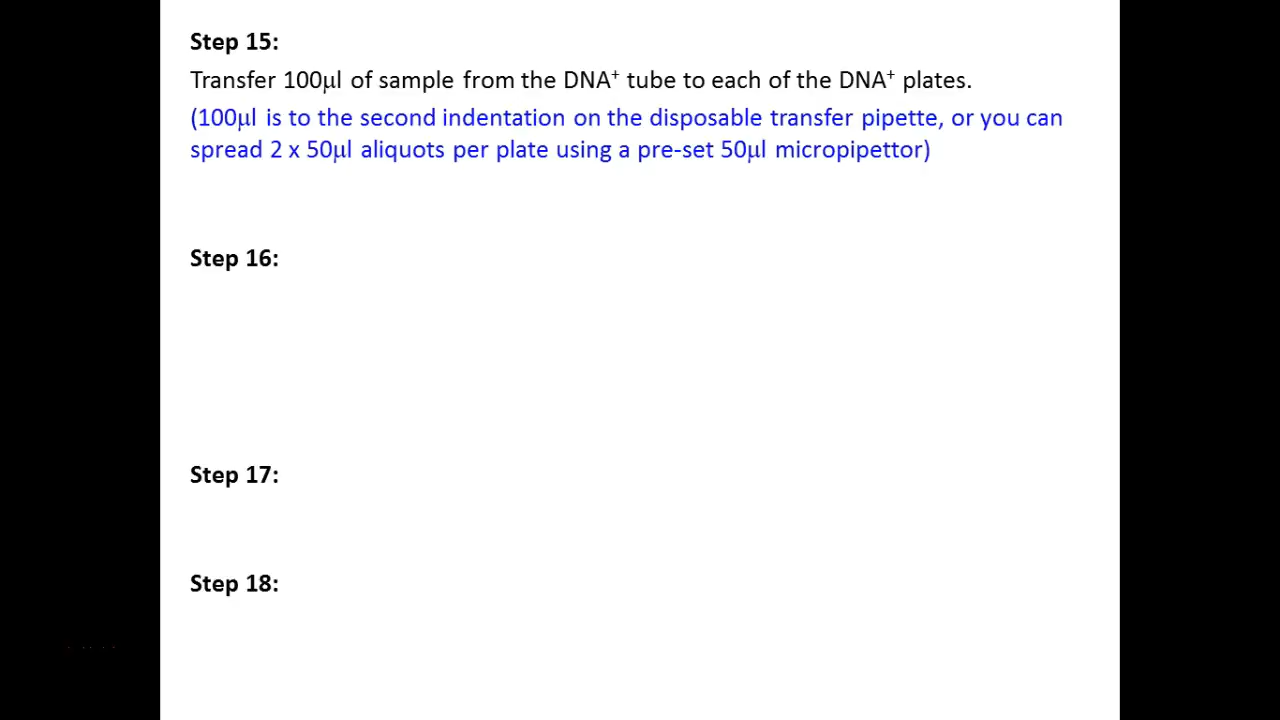 Step 15:
Transfer 100µl of sample from the DNA⁺ tube to each of the DNA⁺ plates.
(100µl is to the second indentation on the disposable transfer pipette, or you can
spread 2 x 50µl aliquots per plate using a pre-set 50µl micropipettor)
Step 16:
Step 17:
Step 18: